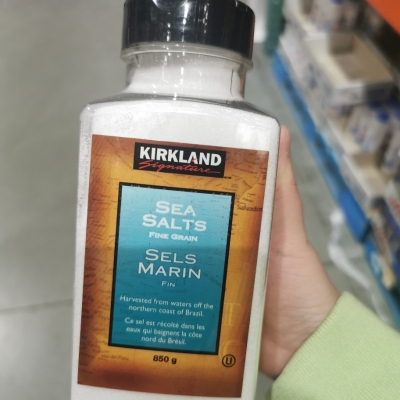 KIRKLAND
Signature
SEA
SALTS
FINE GRAIN
SELS
MARIN
FIN
Harvested from waters off the
northern coast of Brazil.
Ce sel est récolté dans les
eaux qui baignent la côte
nord du Brésil.
850 g
U